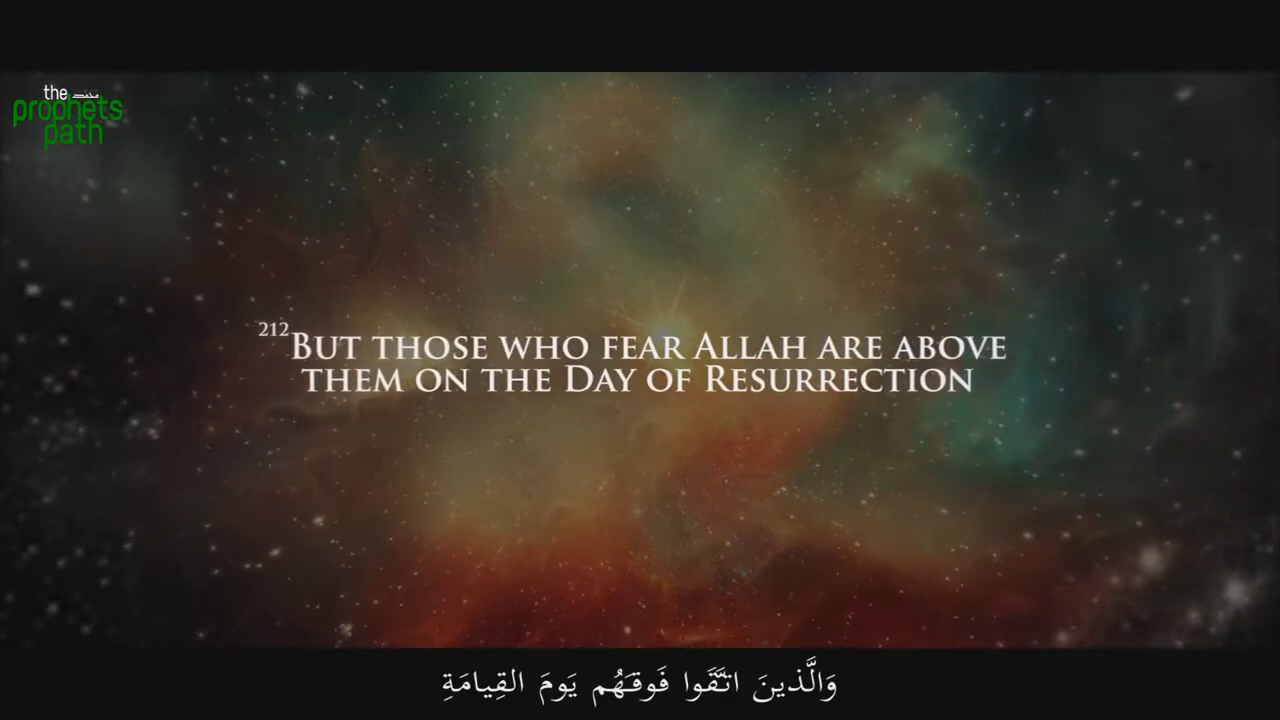 the محمد
prophets
path
212 But those who fear Allah are above
them on the Day of Resurrection
وَالَّذينَ اتَّقَوا فَوقَهُم يَومَ القِيامَةِ